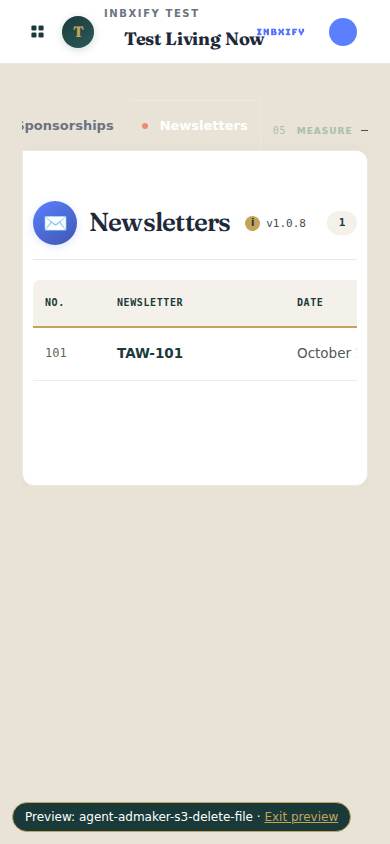 INBXIFY TEST
T
Test Living Now
INBXIFY
Sponsorships
Newsletters
05 MEASURE
Newsletters
i
v1.0.8
1
NO. NEWSLETTER DATE
101 TAW-101 October
Preview: agent-admaker-s3-delete-file · Exit preview